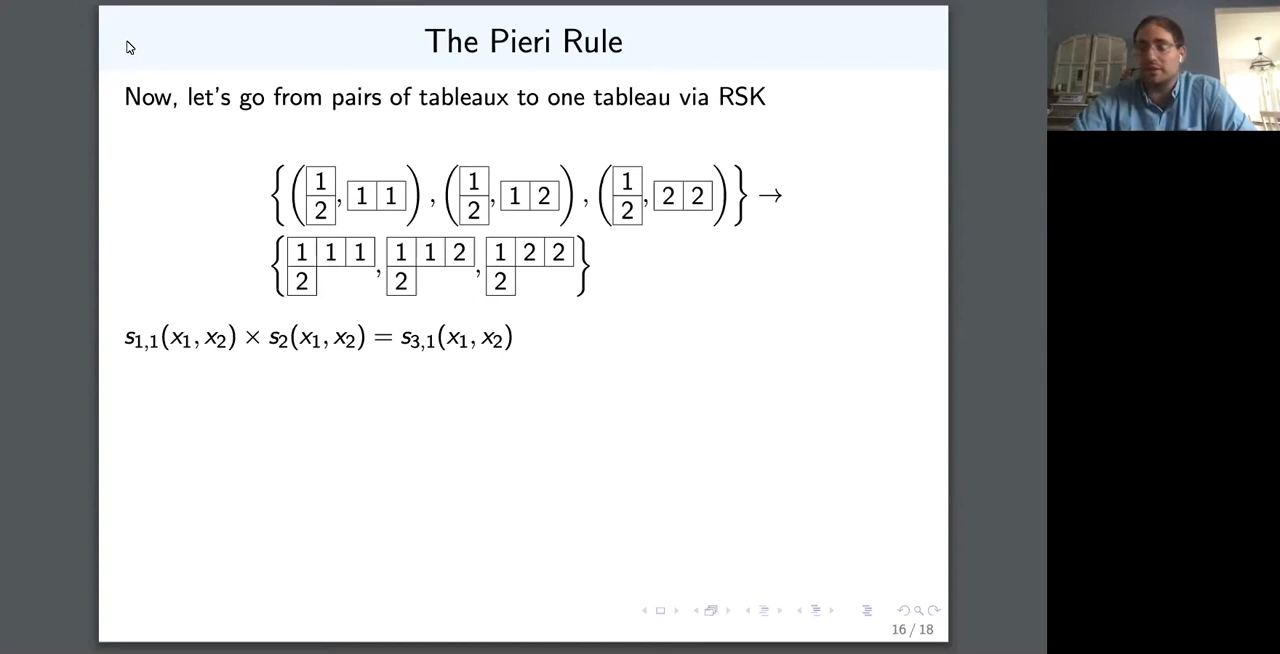 The Pieri Rule
Now, let's go from pairs of tableaux to one tableau via RSK
{(1 2, 1 1), (1 2, 1 2), (1 2, 2 2)} →
{1 1 1 2, 1 1 2 2, 1 2 2 2}
s₁,₁(x₁, x₂) × s₂(x₁, x₂) = s₃,₁(x₁, x₂)
16 / 18